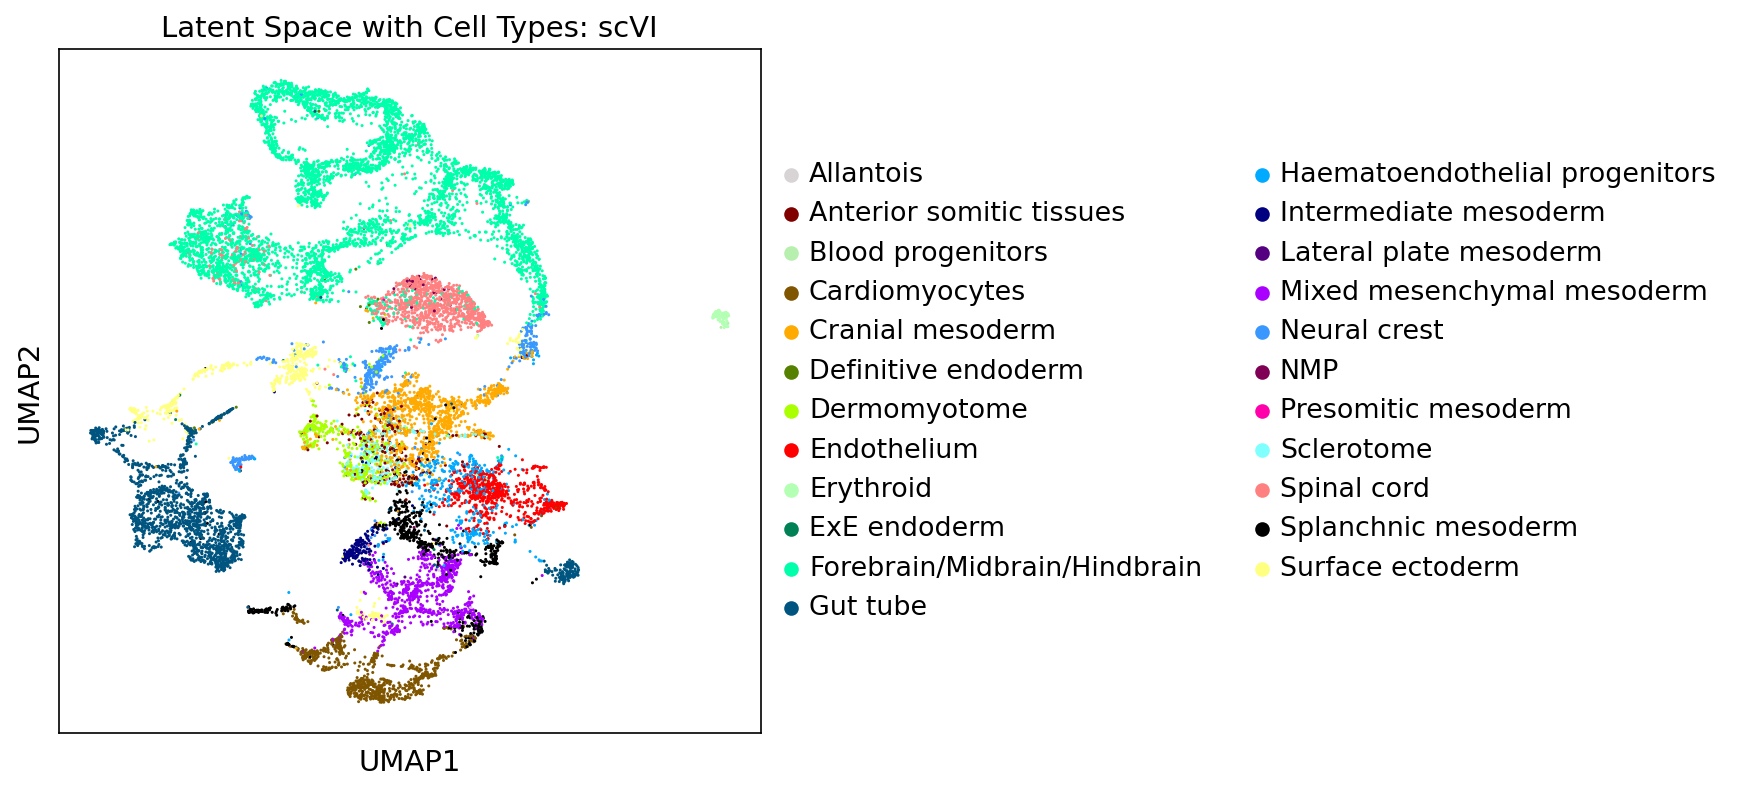 Latent Space with Cell Types: scVI
UMAP2
UMAP1
Allantois
Anterior somitic tissues
Blood progenitors
Cardiomyocytes
Cranial mesoderm
Definitive endoderm
Dermomyotome
Endothelium
Erythroid
ExE endoderm
Forebrain/Midbrain/Hindbrain
Gut tube
Haematoendothelial progenitors
Intermediate mesoderm
Lateral plate mesoderm
Mixed mesenchymal mesoderm
Neural crest
NMP
Presomitic mesoderm
Sclerotome
Spinal cord
Splanchnic mesoderm
Surface ectoderm